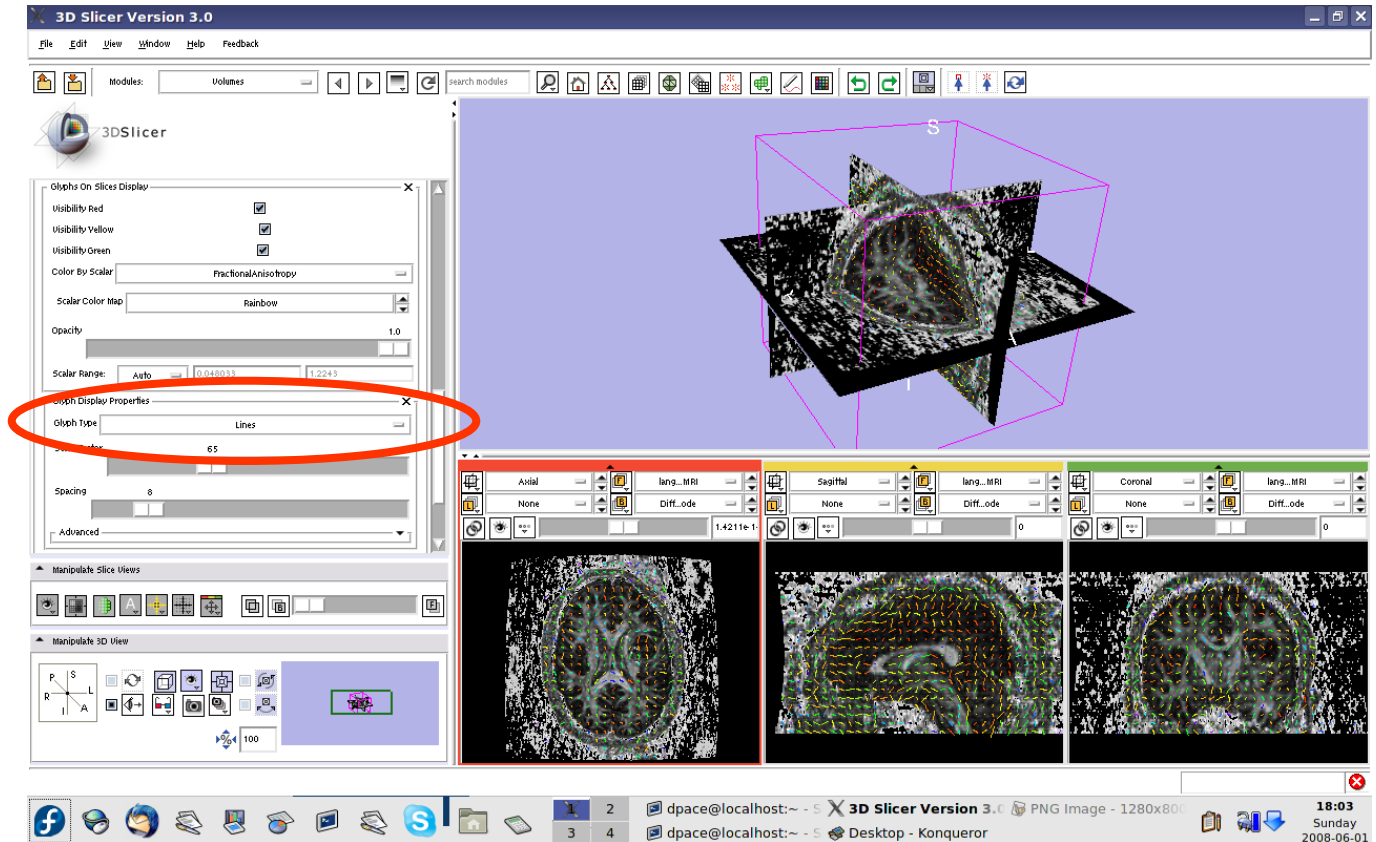 3D Slicer Version 3.0
File Edit View Window Help Feedback
Modules: Volumes search modules
3DSlicer
Glyphs On Slices Display
Visibility Red
Visibility Yellow
Visibility Green
Color By Scalar FractionalAnisotropy
Scalar Color Map Rainbow
Opacity 1.0
Scalar Range: Auto 0.048033 1.2243
Glyph Display Properties
Glyph Type Lines
65
Spacing 8
Advanced
Manipulate Slice Views
A B F
Manipulate 3D View
P S
R L
I A
100
S
A
I
Axial F lang...MRI
L None B Diff...ode
1.4211e-1
Sagittal F lang...MRI
L None B Diff...ode
0
Coronal F lang...MRI
L None B Diff...ode
0
1 2 dpace@localhost:~ - S 3D Slicer Version 3.0 PNG Image - 1280x800
3 4 dpace@localhost:~ - S Desktop - Konqueror
18:03
Sunday
2008-06-01